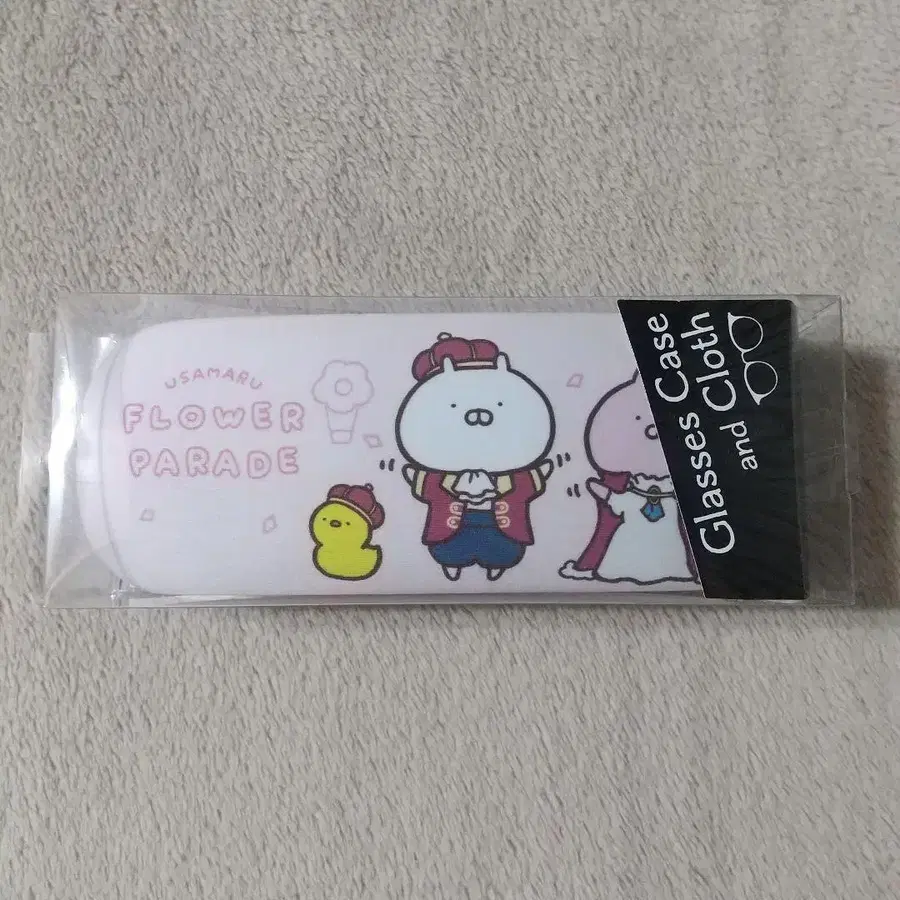 USAMARU
FLOWER
PARADE
Glasses Case
and Cloth